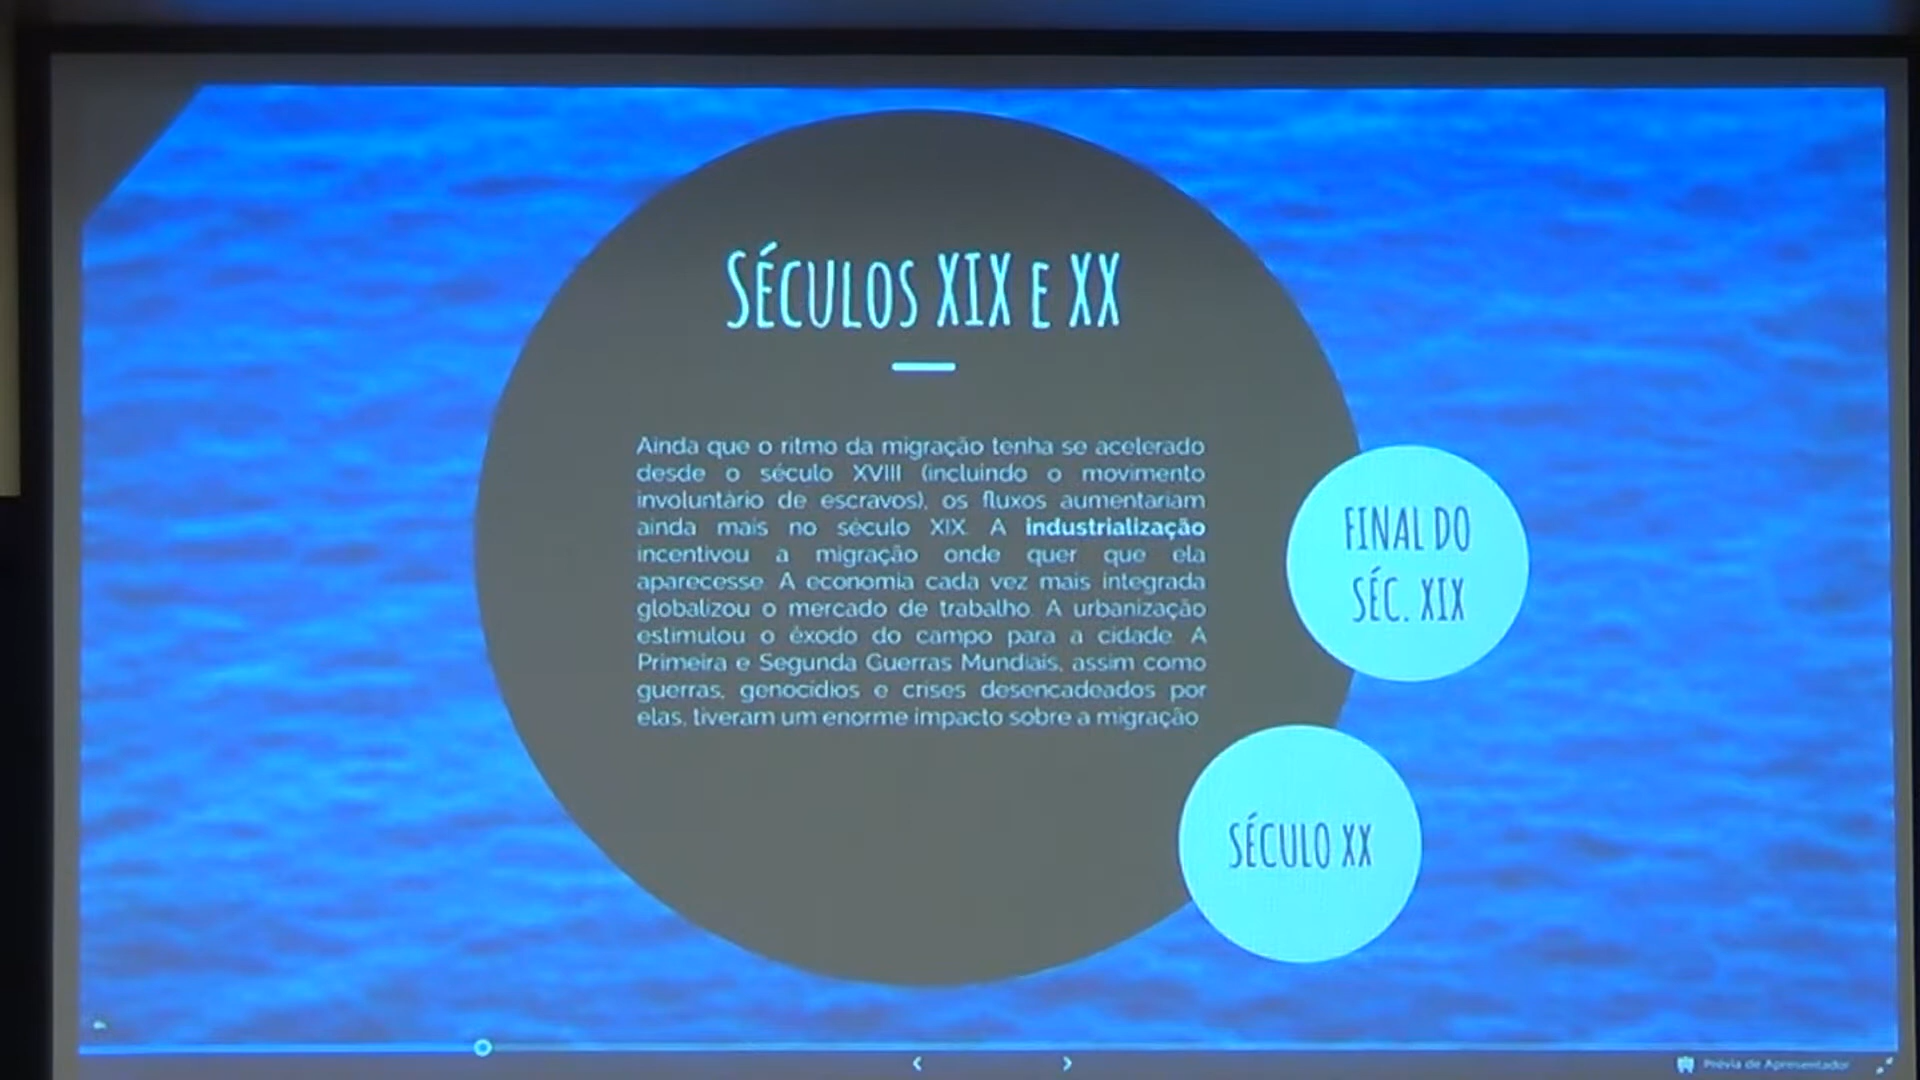 SÉCULOS XIX E XX
Ainda que o ritmo da migração tenha se acelerado
desde o século XVIII (incluindo o movimento
involuntário de escravos), os fluxos aumentariam
ainda mais no século XIX. A industrialização
incentivou a migração onde quer que ela
aparecesse. A economia cada vez mais integrada
globalizou o mercado de trabalho. A urbanização
estimulou o êxodo do campo para a cidade. A
Primeira e Segunda Guerras Mundiais, assim como
guerras, genocídios e crises desencadeados por
elas, tiveram um enorme impacto sobre a migração
FINAL DO
SÉC. XIX
SÉCULO XX
Prévia de Apresentador